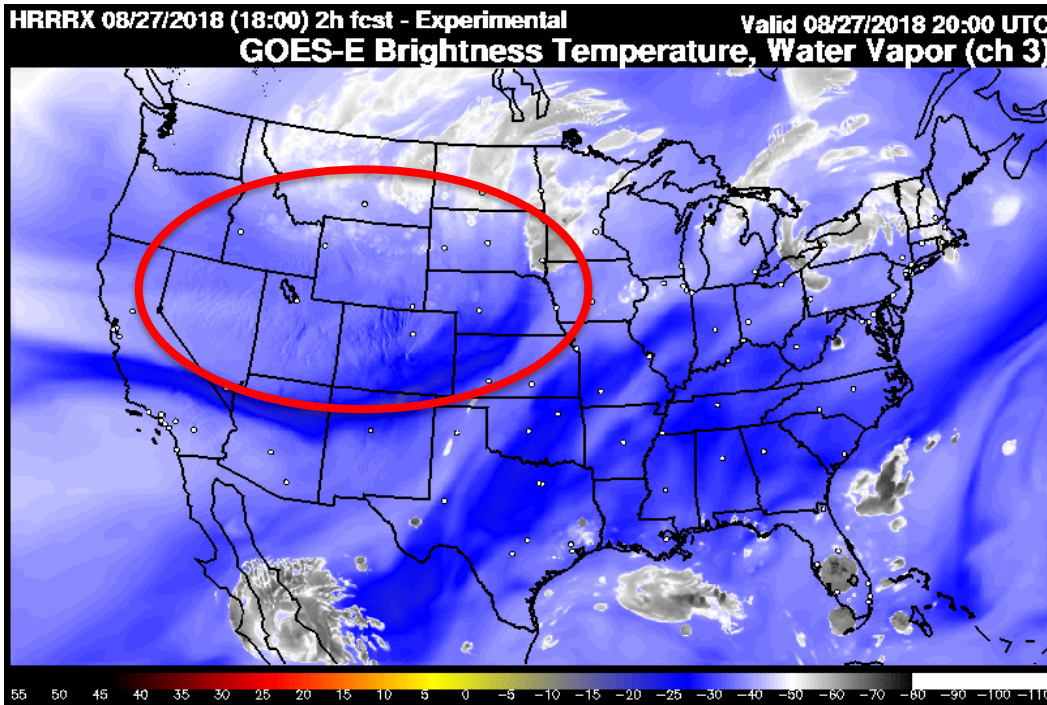 HRRRX 08/27/2018 (18:00) 2h fcst - Experimental Valid 08/27/2018 20:00 UTC
GOES-E Brightness Temperature, Water Vapor (ch 3)
55 50 45 40 35 30 25 20 15 10 5 0 -5 -10 -15 -20 -25 -30 -40 -50 -60 -70 -80 -90 -100 -110